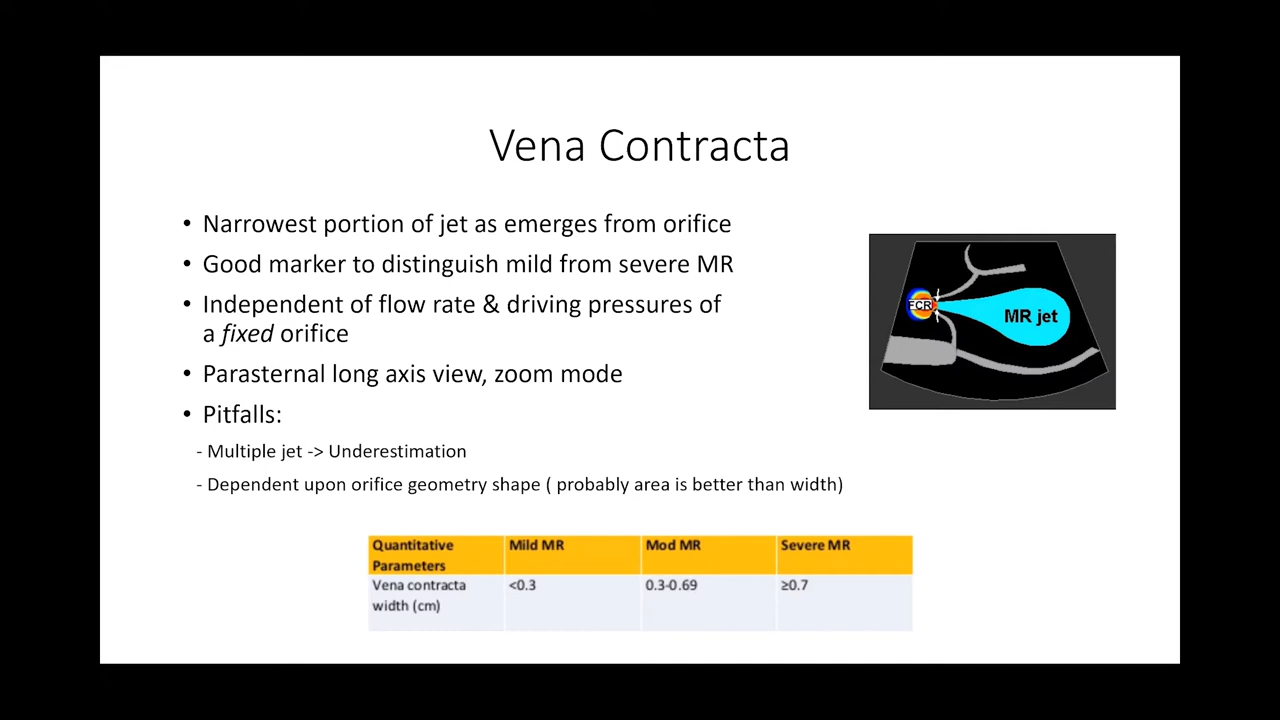 Vena Contracta
• Narrowest portion of jet as emerges from orifice
• Good marker to distinguish mild from severe MR
• Independent of flow rate & driving pressures of
a fixed orifice
• Parasternal long axis view, zoom mode
• Pitfalls:
- Multiple jet -> Underestimation
- Dependent upon orifice geometry shape ( probably area is better than width)
FCR
MR jet
Quantitative Parameters Mild MR Mod MR Severe MR
Vena contracta width (cm) <0.3 0.3-0.69 ≥0.7